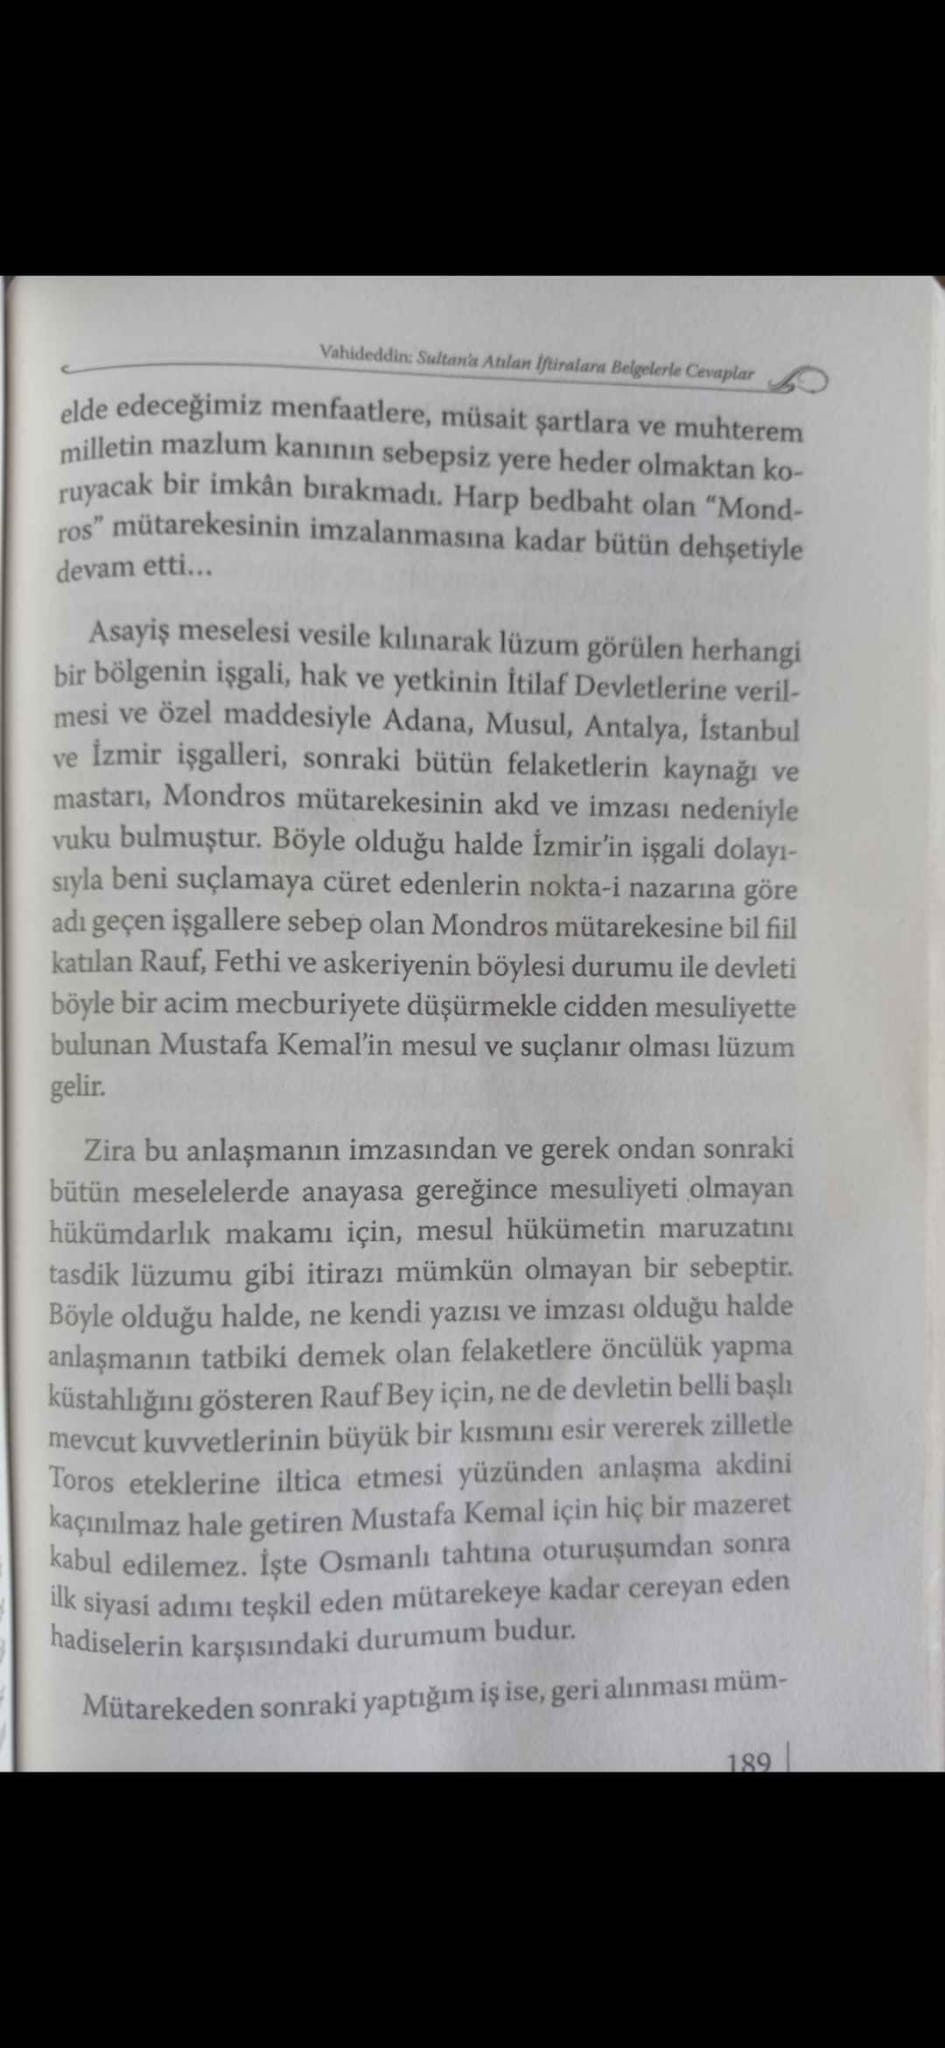 Vahideddin: Sultan'a Atılan İftiralara Belgelerle Cevaplar
elde edeceğimiz menfaatlere, müsait şartlara ve muhterem
milletin mazlum kanının sebepsiz yere heder olmaktan ko-
ruyacak bir imkân bırakmadı. Harp bedbaht olan “Mond-
ros” mütarekesinin imzalanmasına kadar bütün dehşetiyle
devam etti...
Asayiş meselesi vesile kılınarak lüzum görülen herhangi
bir bölgenin işgali, hak ve yetkinin İtilaf Devletlerine veril-
mesi ve özel maddesiyle Adana, Musul, Antalya, İstanbul
ve İzmir işgalleri, sonraki bütün felaketlerin kaynağı ve
mastarı, Mondros mütarekesinin akd ve imzası nedeniyle
vuku bulmuştur. Böyle olduğu halde İzmir’in işgali dolayı-
sıyla beni suçlamaya cüret edenlerin nokta-i nazarına göre
adı geçen işgallere sebep olan Mondros mütarekesine bil fiil
katılan Rauf, Fethi ve askeriyenin böylesi durumu ile devleti
böyle bir acim mecburiyete düşürmekle cidden mesuliyette
bulunan Mustafa Kemal’in mesul ve suçlanır olması lüzum
gelir.
Zira bu anlaşmanın imzasından ve gerek ondan sonraki
bütün meselelerde anayasa gereğince mesuliyeti olmayan
hükümdarlık makamı için, mesul hükümetin maruzatını
tasdik lüzumu gibi itirazı mümkün olmayan bir sebeptir.
Böyle olduğu halde, ne kendi yazısı ve imzası olduğu halde
anlaşmanın tatbiki demek olan felaketlere öncülük yapma
küstahlığını gösteren Rauf Bey için, ne de devletin belli başlı
mevcut kuvvetlerinin büyük bir kısmını esir vererek zilletle
Toros eteklerine iltica etmesi yüzünden anlaşma akdini
kaçınılmaz hale getiren Mustafa Kemal için hiç bir mazeret
kabul edilemez. İşte Osmanlı tahtına oturuşumdan sonra
ilk siyasi adımı teşkil eden mütarekeye kadar cereyan eden
hadiselerin karşısındaki durumum budur.
Mütarekeden sonraki yaptığım iş ise, geri alınması müm-
189